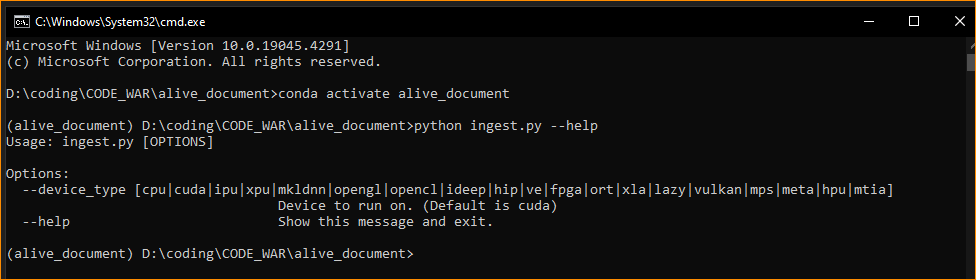 C:\Windows\System32\cmd.exe
Microsoft Windows [Version 10.0.19045.4291]
(c) Microsoft Corporation. All rights reserved.
D:\coding\CODE_WAR\alive_document>conda activate alive_document
(alive_document) D:\coding\CODE_WAR\alive_document>python ingest.py --help
Usage: ingest.py [OPTIONS]
Options:
  --device_type [cpu|cuda|ipu|xpu|mkldnn|opengl|opencl|ideep|hip|ve|fpga|ort|xla|lazy|vulkan|mps|meta|hpu|mtia]
                                  Device to run on. (Default is cuda)
  --help                          Show this message and exit.
(alive_document) D:\coding\CODE_WAR\alive_document>